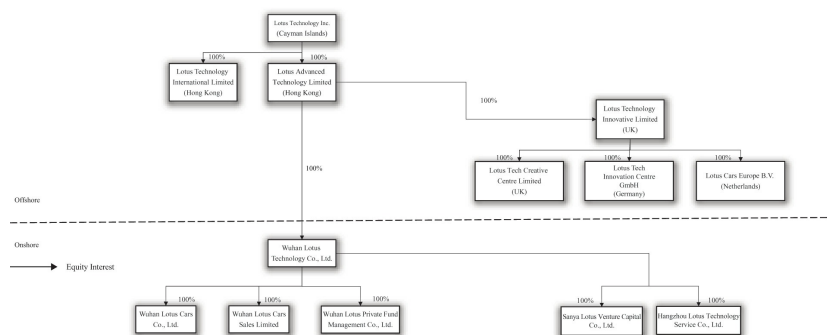 Lotus Technology Inc.
(Cayman Islands)
100%
100%
Lotus Technology
International Limited
(Hong Kong)
Lotus Advanced
Technology Limited
(Hong Kong)
100%
Lotus Technology
Innovative Limited
(UK)
100%
100%
100%
100%
Lotus Tech Creative
Centre Limited
(UK)
Lotus Tech
Innovation Centre
GmbH
(Germany)
Lotus Cars Europe B.V.
(Netherlands)
Offshore
Onshore
Wuhan Lotus
Technology Co., Ltd.
Equity Interest
100%
100%
100%
100%
100%
Wuhan Lotus Cars
Co., Ltd.
Wuhan Lotus Cars
Sales Limited
Wuhan Lotus Private Fund
Management Co., Ltd.
Sanya Lotus Venture Capital
Co., Ltd.
Hangzhou Lotus Technology
Service Co., Ltd.